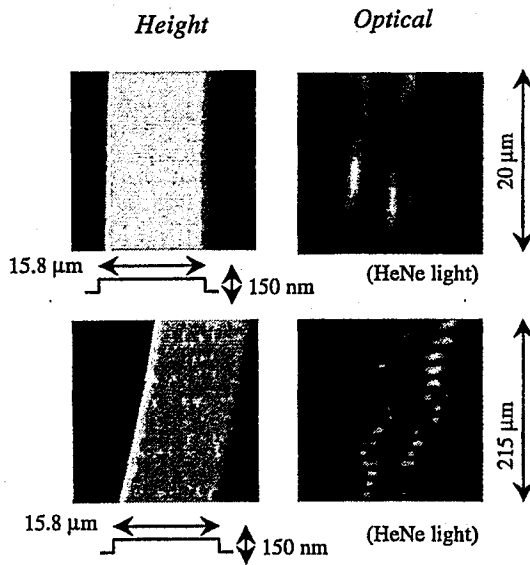 Height Optical
20 μm
15.8 μm
150 nm
(HeNe light)
215 μm
15.8 μm
150 nm
(HeNe light)